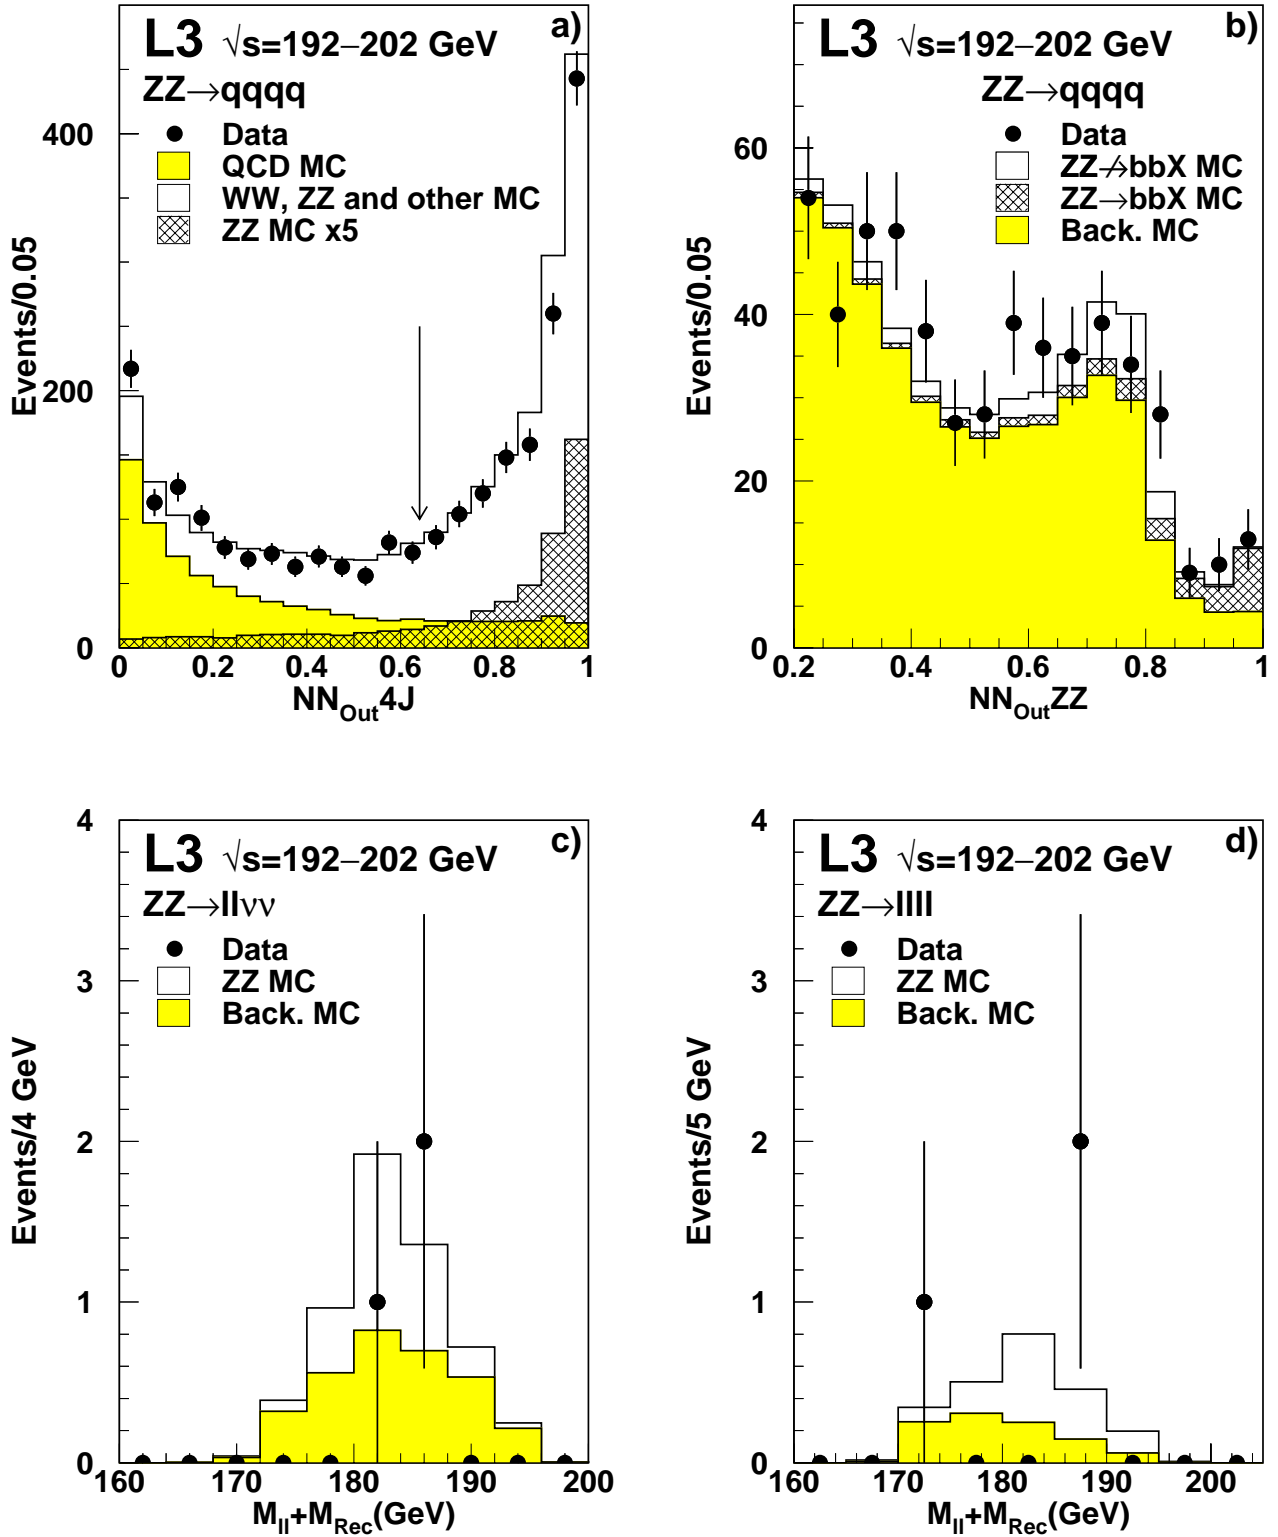 L3 √s=192–202 GeV a)
ZZ→qqqq
Data
QCD MC
WW, ZZ and other MC
ZZ MC x5
Events/0.05
400
200
0
0 0.2 0.4 0.6 0.8 1
NN_Out4J
L3 √s=192–202 GeV b)
ZZ→qqqq
Data
ZZ↛bbX MC
ZZ→bbX MC
Back. MC
Events/0.05
60
40
20
0
0.2 0.4 0.6 0.8 1
NN_OutZZ
L3 √s=192–202 GeV c)
ZZ→llνν
Data
ZZ MC
Back. MC
Events/4 GeV
4
3
2
1
0
160 170 180 190 200
M_ll+M_Rec(GeV)
L3 √s=192–202 GeV d)
ZZ→llll
Data
ZZ MC
Back. MC
Events/5 GeV
4
3
2
1
0
160 170 180 190 200
M_ll+M_Rec(GeV)